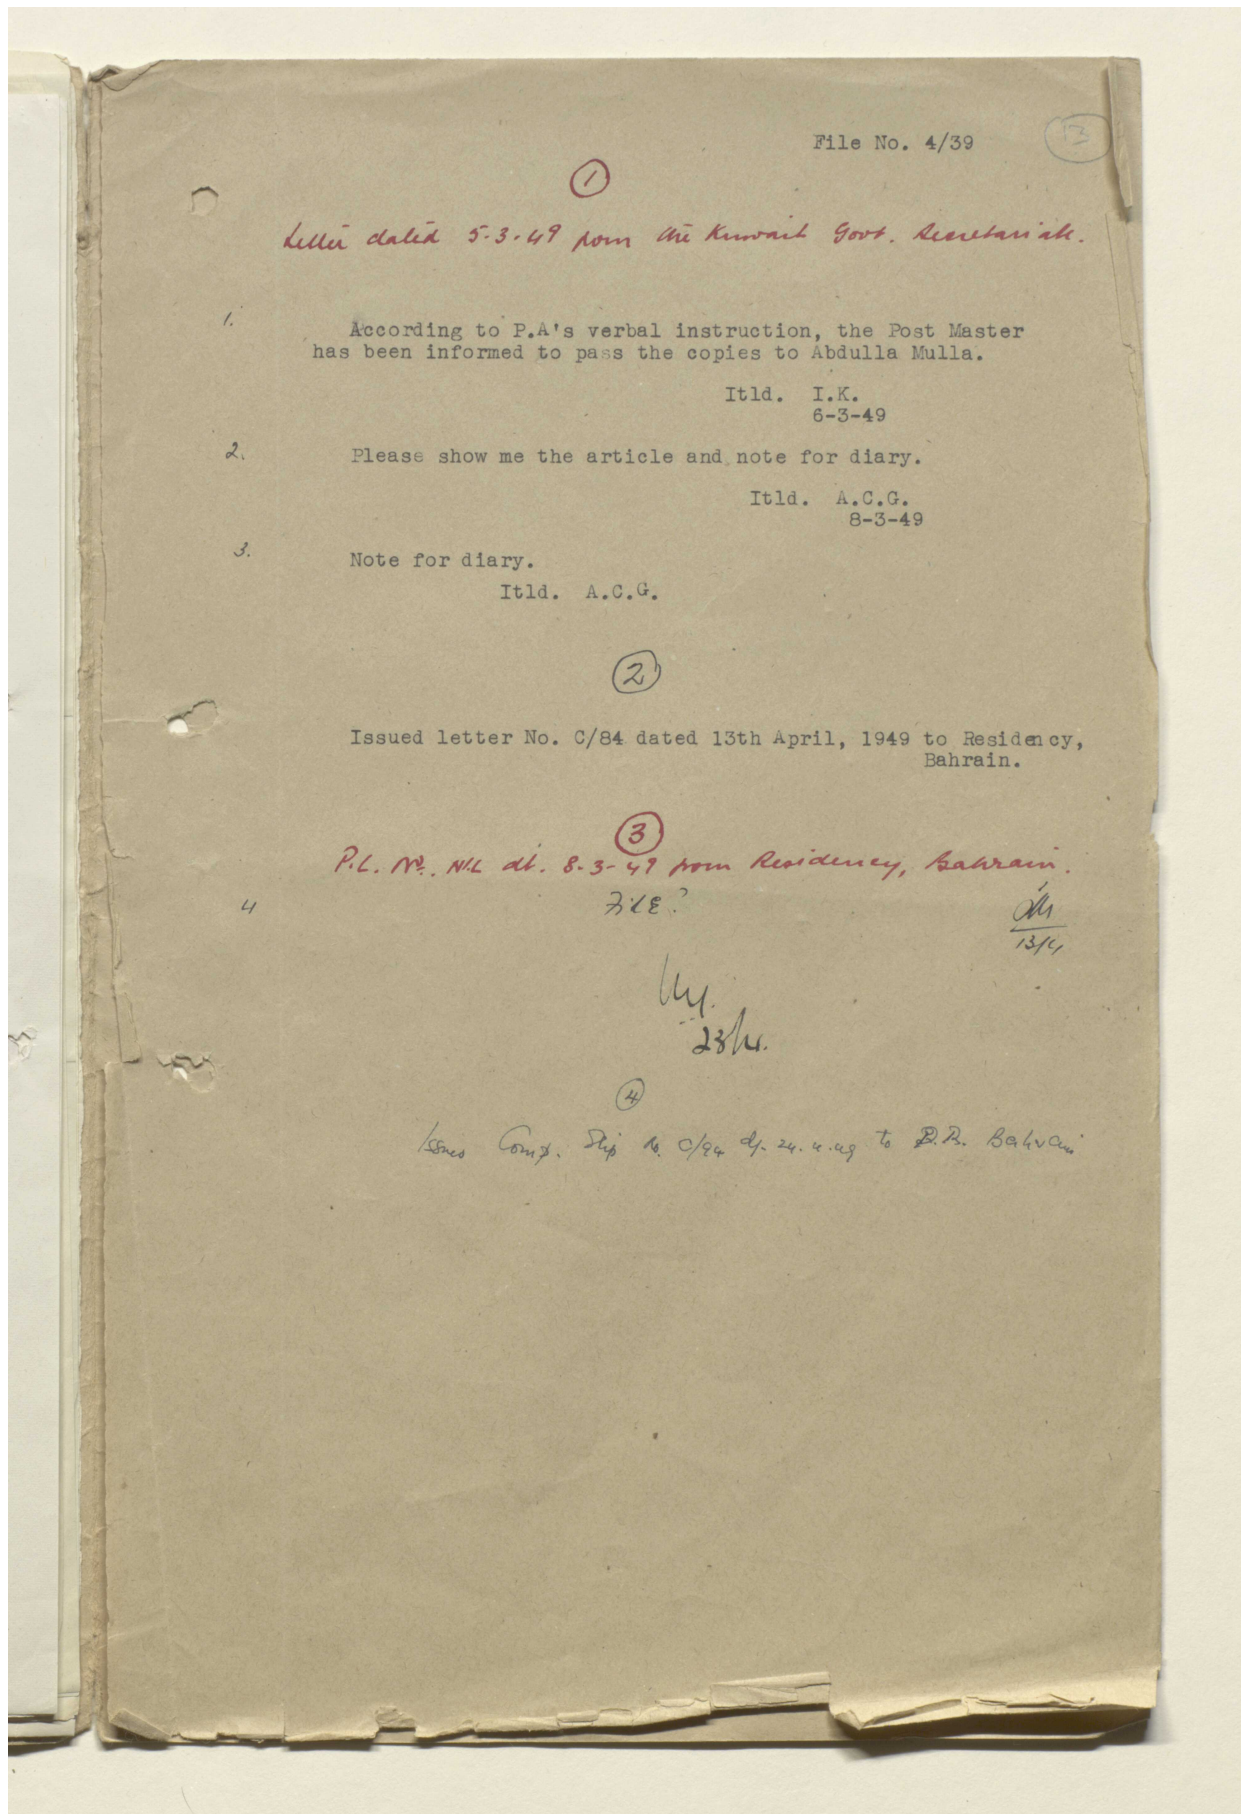 File No. 4/39
13
1
Letter dated 5-3-49 from the Kuwait Govt. Secretariat.
1.
According to P.A's verbal instruction, the Post Master
has been informed to pass the copies to Abdulla Mulla.
Itld. I.K.
6-3-49
2.
Please show me the article and note for diary.
Itld. A.C.G.
8-3-49
3.
Note for diary.
Itld. A.C.G.
2
Issued letter No. C/84 dated 13th April, 1949 to Residency,
Bahrain.
3
P.L. No. NIL dt. 8-3-49 from Residency, Bahrain.
4
File?
13/4
23/4.
4
Issued Comp. Slip No. C/94 dt. 24.4.49 to P.R. Bahrain